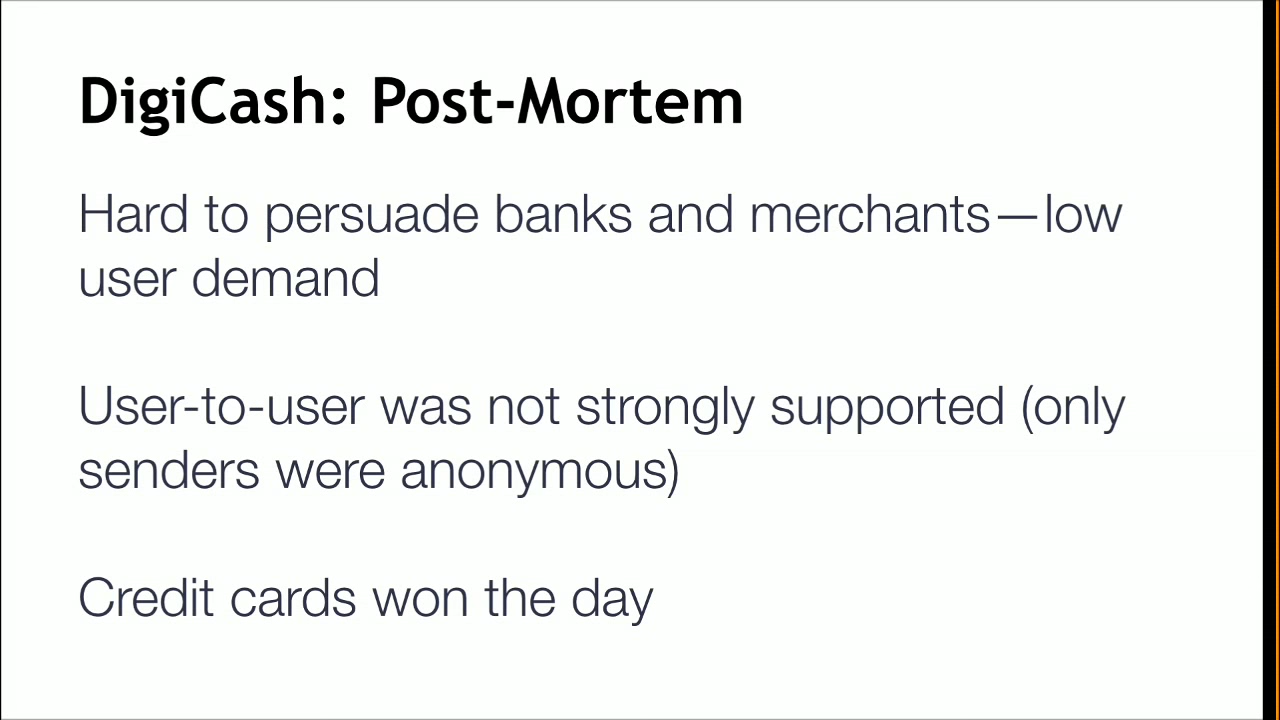 DigiCash: Post-Mortem
Hard to persuade banks and merchants—low
user demand
User-to-user was not strongly supported (only
senders were anonymous)
Credit cards won the day